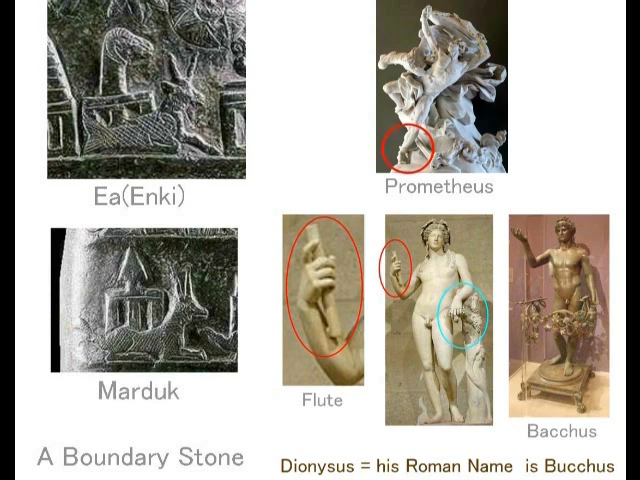 Ea(Enki)
Prometheus
Marduk
Flute
Bacchus
A Boundary Stone
Dionysus = his Roman Name is Bucchus